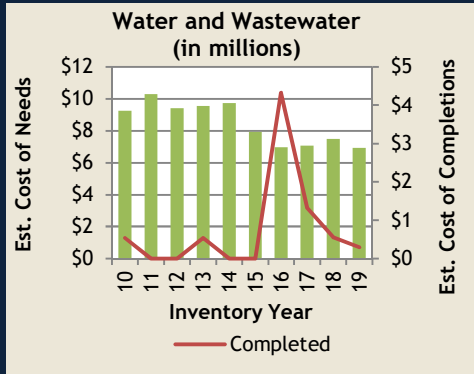 Water and Wastewater
(in millions)
Est. Cost of Needs
$12
$10
$8
$6
$4
$2
$0
$5
$4
$3
$2
$1
$0
Est. Cost of Completions
10 11 12 13 14 15 16 17 18 19
Inventory Year
Completed